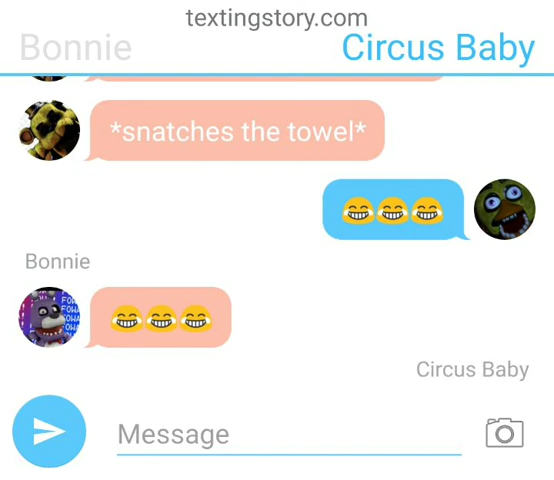 textingstory.com
Bonnie
Circus Baby
*snatches the towel*
😂😂😂
Bonnie
😂😂😂
Circus Baby
Message